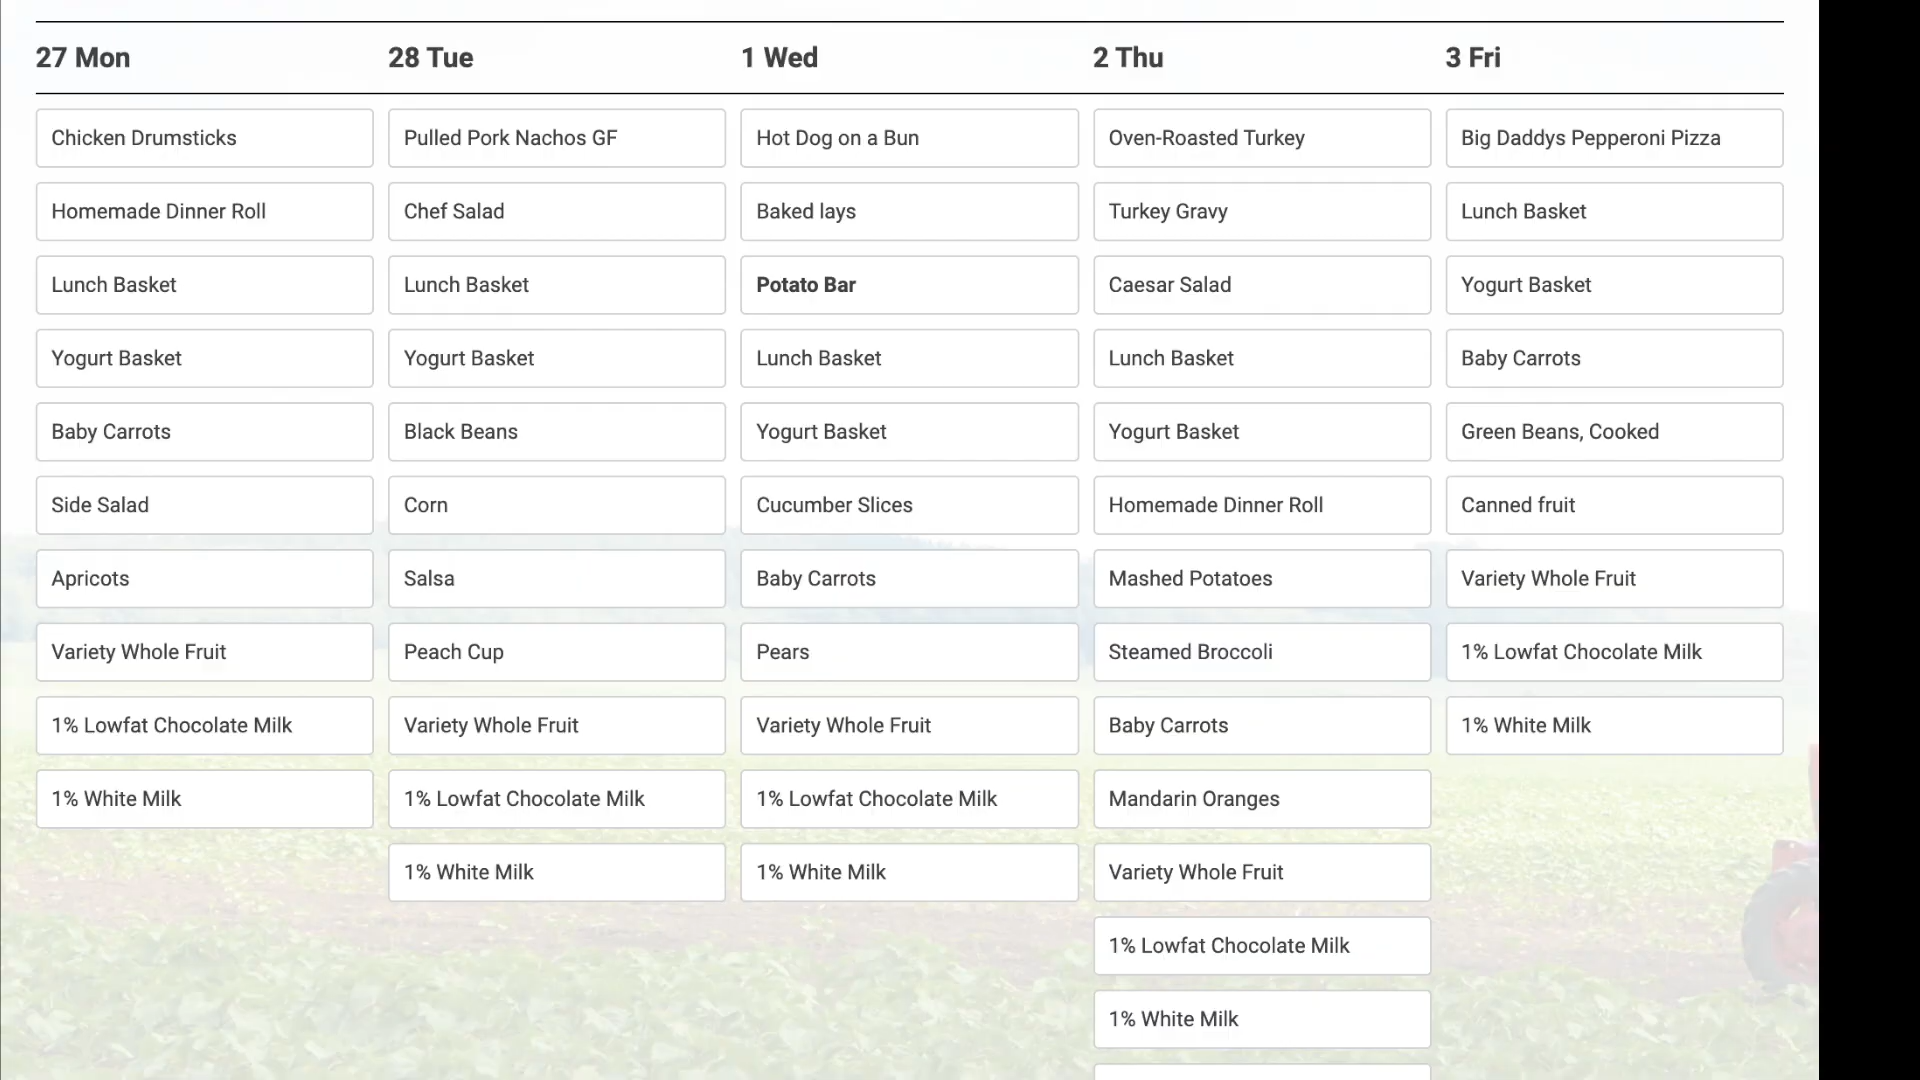 27 Mon
Chicken Drumsticks
Homemade Dinner Roll
Lunch Basket
Yogurt Basket
Baby Carrots
Side Salad
Apricots
Variety Whole Fruit
1% Lowfat Chocolate Milk
1% White Milk
28 Tue
Pulled Pork Nachos GF
Chef Salad
Lunch Basket
Yogurt Basket
Black Beans
Corn
Salsa
Peach Cup
Variety Whole Fruit
1% Lowfat Chocolate Milk
1% White Milk
1 Wed
Hot Dog on a Bun
Baked lays
Potato Bar
Lunch Basket
Yogurt Basket
Cucumber Slices
Baby Carrots
Pears
Variety Whole Fruit
1% Lowfat Chocolate Milk
1% White Milk
2 Thu
Oven-Roasted Turkey
Turkey Gravy
Caesar Salad
Lunch Basket
Yogurt Basket
Homemade Dinner Roll
Mashed Potatoes
Steamed Broccoli
Baby Carrots
Mandarin Oranges
Variety Whole Fruit
1% Lowfat Chocolate Milk
1% White Milk
3 Fri
Big Daddys Pepperoni Pizza
Lunch Basket
Yogurt Basket
Baby Carrots
Green Beans, Cooked
Canned fruit
Variety Whole Fruit
1% Lowfat Chocolate Milk
1% White Milk